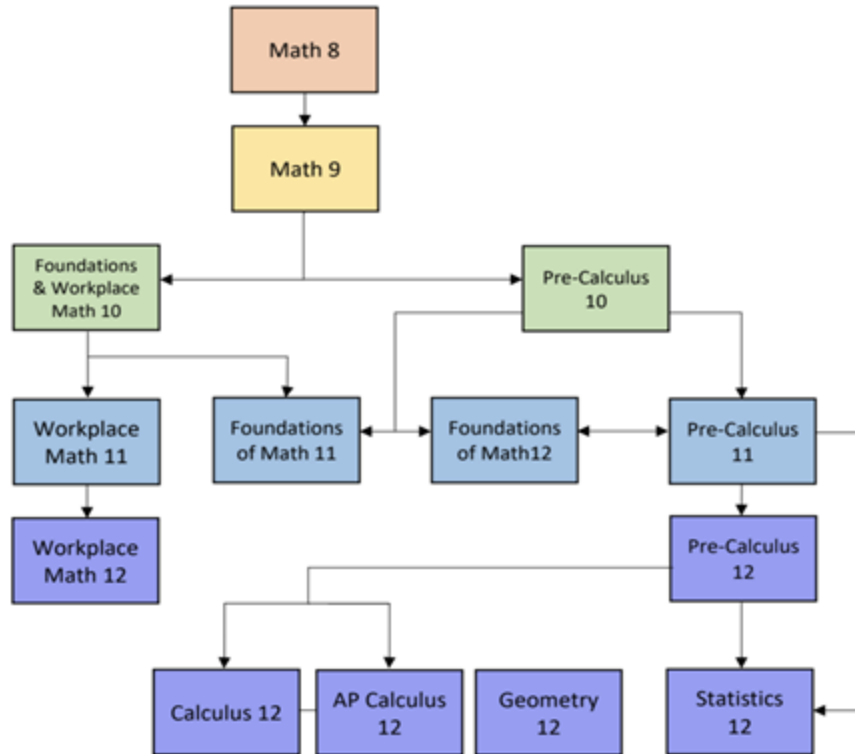 Math 8
Math 9
Foundations
& Workplace
Math 10
Pre-Calculus
10
Workplace
Math 11
Foundations
of Math 11
Foundations
of Math12
Pre-Calculus
11
Workplace
Math 12
Pre-Calculus
12
Calculus 12
AP Calculus
12
Geometry
12
Statistics
12